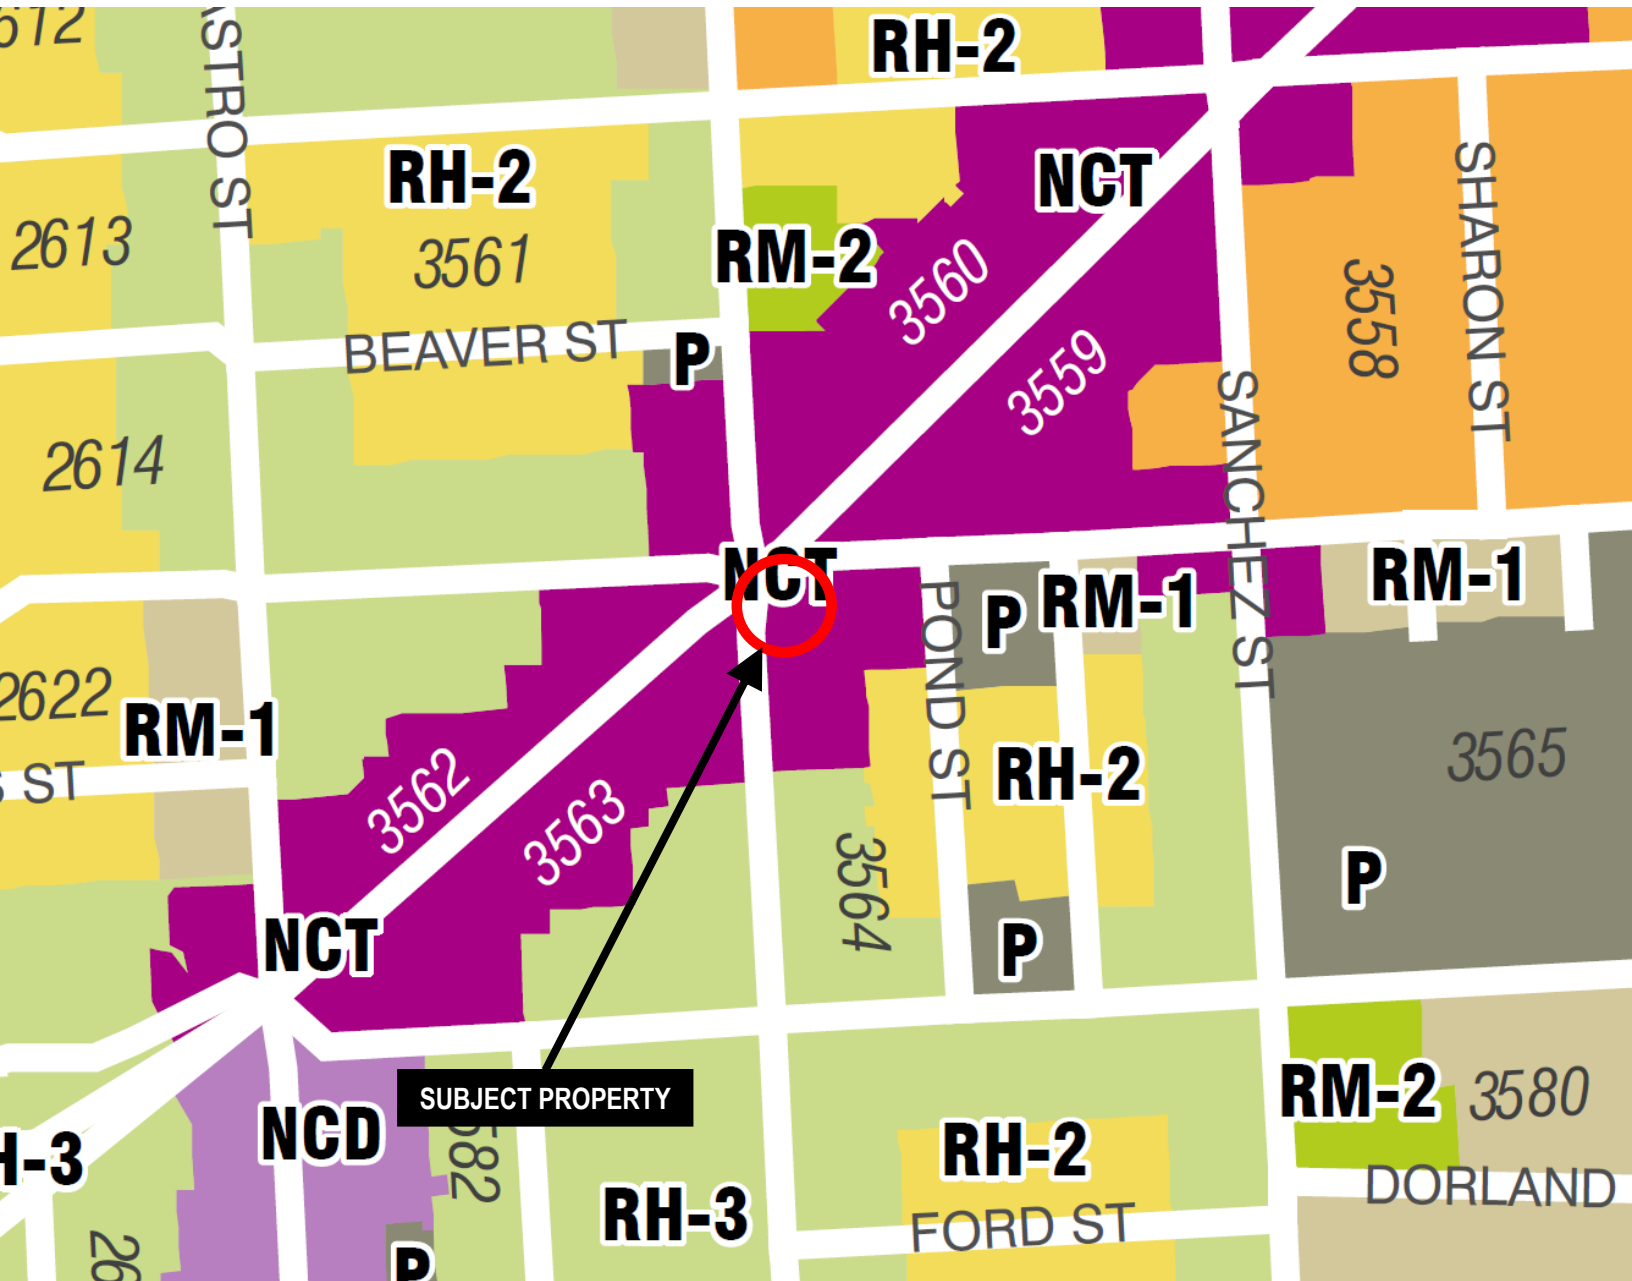 RH-2
RH-2
NCT
2613
3561
RM-2
3560
SHARON ST
3558
BEAVER ST
P
3559
2614
SANCHEZ ST
NCT
RM-1
RM-1
P
POND ST
2622
RM-1
3565
RH-2
ST
3562
3563
3564
P
NCT
P
SUBJECT PROPERTY
RM-2
3580
NCD
RH-2
DORLAND
RH-3
FORD ST
P